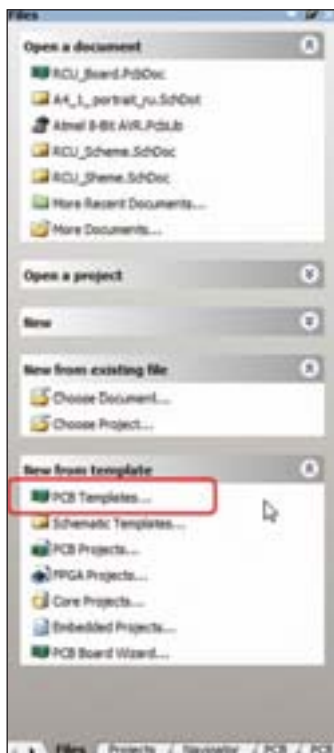 Files
Open a document
RCU_Board.PcbDoc
A4_1_portrait_ru.SchDot
Atmel 8-Bit AVR.PcbLib
RCU_Scheme.SchDoc
RCU_Sheme.SchDoc
More Recent Documents...
More Documents...
Open a project
New
New from existing file
Choose Document...
Choose Project...
New from template
PCB Templates...
Schematic Templates...
PCB Projects...
FPGA Projects...
Core Projects...
Embedded Projects...
PCB Board Wizard...
Files Projects Navigator PCB PC